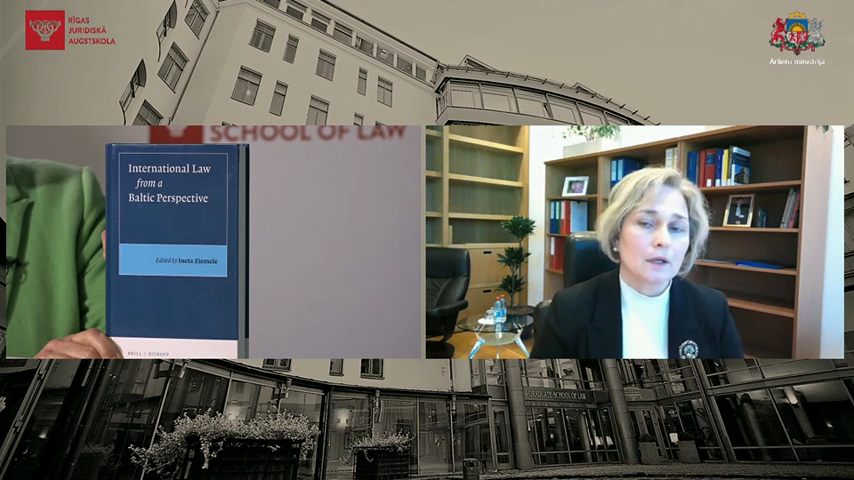 RĪGAS
JURIDISKĀ
AUGSTSKOLA
Ārlietu ministrija
SCHOOL OF LAW
International Law
from a
Baltic Perspective
Edited by Ineta Ziemele
BRILL | NIJHOFF
GRADUATE SCHOOL OF LAW